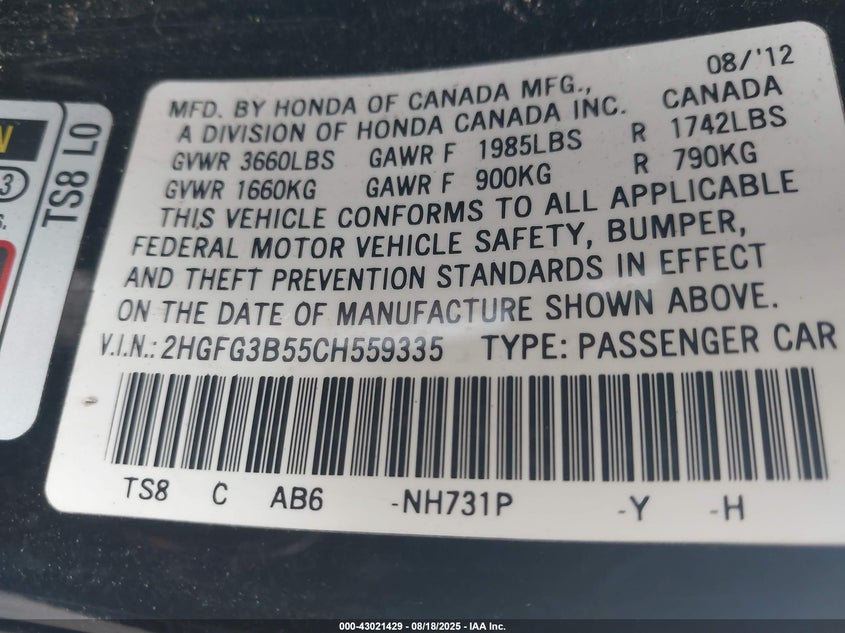 08/'12
MFD. BY HONDA OF CANADA MFG., CANADA
A DIVISION OF HONDA CANADA INC.
GVWR 3660LBS GAWR F 1985LBS R 1742LBS
GVWR 1660KG GAWR F 900KG R 790KG
THIS VEHICLE CONFORMS TO ALL APPLICABLE
FEDERAL MOTOR VEHICLE SAFETY, BUMPER,
AND THEFT PREVENTION STANDARDS IN EFFECT
ON THE DATE OF MANUFACTURE SHOWN ABOVE.
V.I.N.: 2HGFG3B55CH559335 TYPE: PASSENGER CAR
TS8 C AB6 -NH731P -Y -H
TS8 L0
3
000-43021429 - 08/18/2025 - IAA Inc.